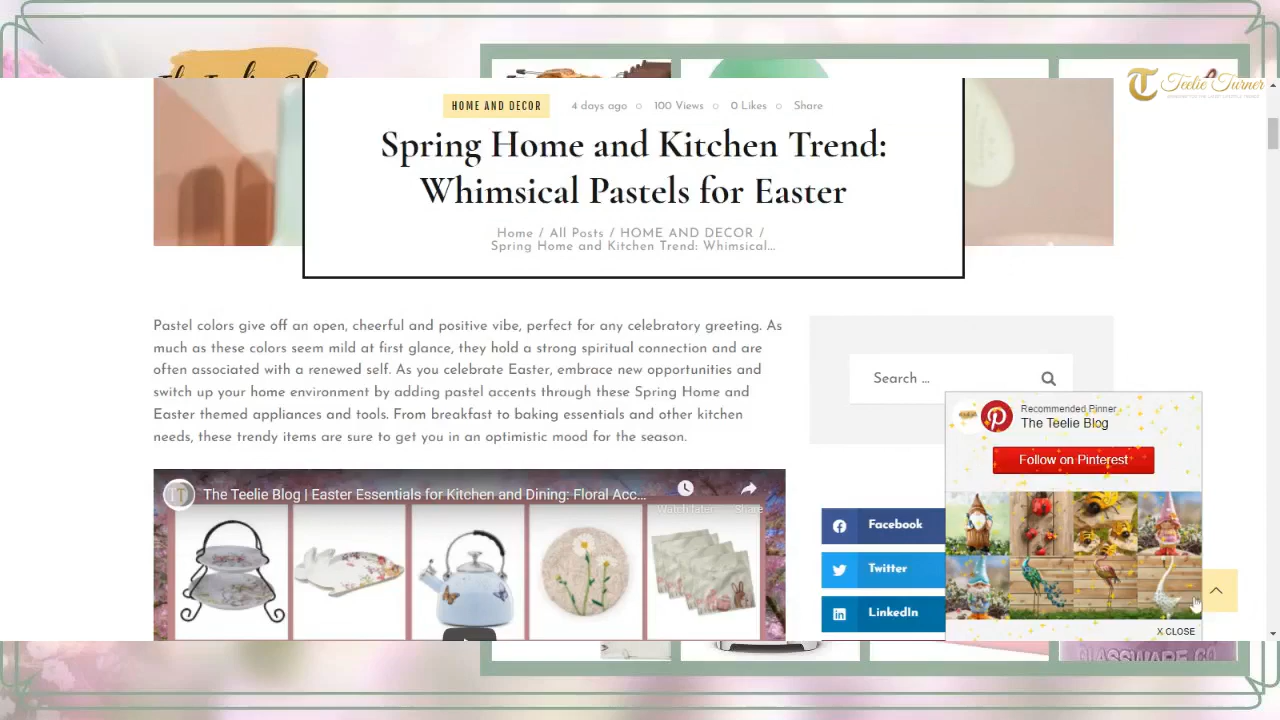 Teelie Turner
HOME AND DECOR
4 days ago
100 Views
0 Likes
Share
Spring Home and Kitchen Trend:
Whimsical Pastels for Easter
Home / All Posts / HOME AND DECOR /
Spring Home and Kitchen Trend: Whimsical...
Pastel colors give off an open, cheerful and positive vibe, perfect for any celebratory greeting. As
much as these colors seem mild at first glance, they hold a strong spiritual connection and are
often associated with a renewed self. As you celebrate Easter, embrace new opportunities and
switch up your home environment by adding pastel accents through these Spring Home and
Easter themed appliances and tools. From breakfast to baking essentials and other kitchen
needs, these trendy items are sure to get you in an optimistic mood for the season.
Search ...
Recommended Pinner
The Teelie Blog
Follow on Pinterest
X CLOSE
The Teelie Blog | Easter Essentials for Kitchen and Dining: Floral Acc...
Watch later
Share
Facebook
Twitter
LinkedIn
GLASSWARE CO